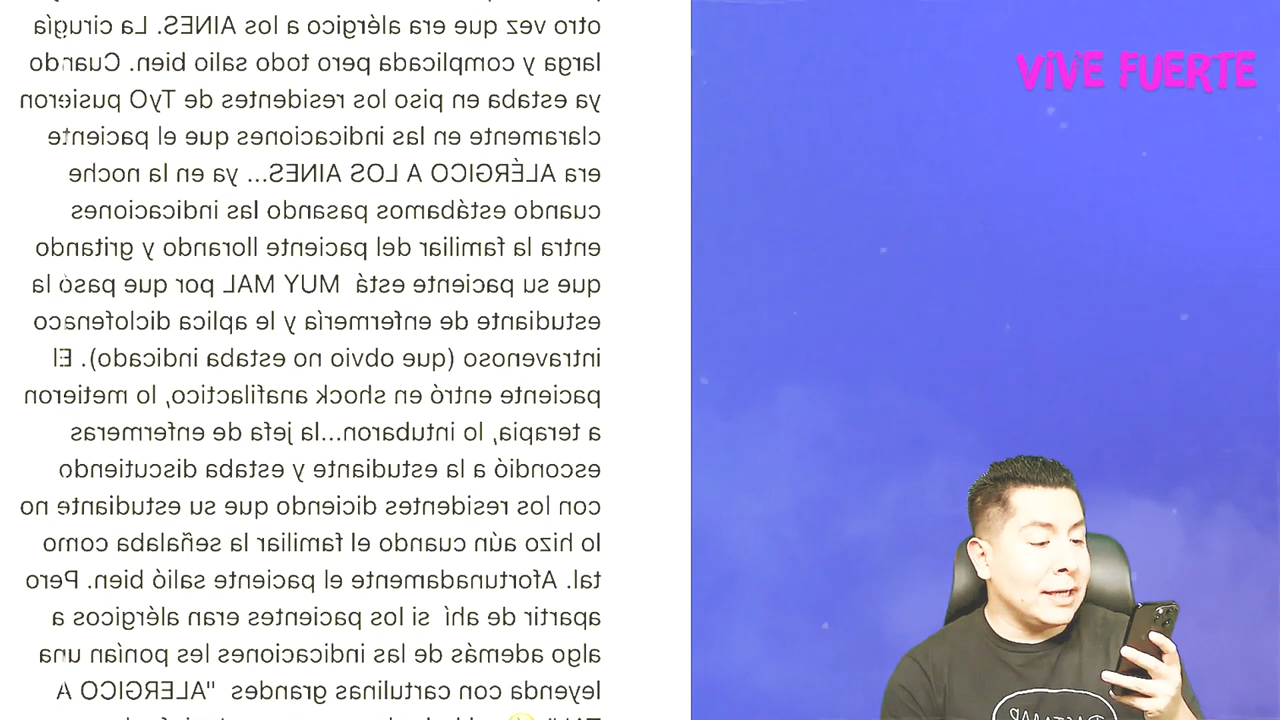 otro vez que era alérgico a los AINES. La cirugía
larga y complicada pero todo salio bien. Cuando
ya estaba en piso los residentes de TyO pusieron
claramente en las indicaciones que el paciente
era ALÉRGICO A LOS AINES... ya en la noche
cuando estábamos pasando las indicaciones
entra la familiar del paciente llorando y gritando
que su paciente está MUY MAL por que pasó la
estudiante de enfermería y le aplica diclofenaco
intravenoso (que obvio no estaba indicado). El
paciente entró en shock anafilactico, lo metieron
a terapia, lo intubaron...la jefa de enfermeras
escondió a la estudiante y estaba discutiendo
con los residentes diciendo que su estudiante no
lo hizo aún cuando el familiar la señalaba como
tal. Afortunadamente el paciente salió bien. Pero
apartir de ahí si los pacientes eran alérgicos a
algo además de las indicaciones les ponían una
leyenda con cartulinas grandes "ALERGICO A
VIVE FUERTE